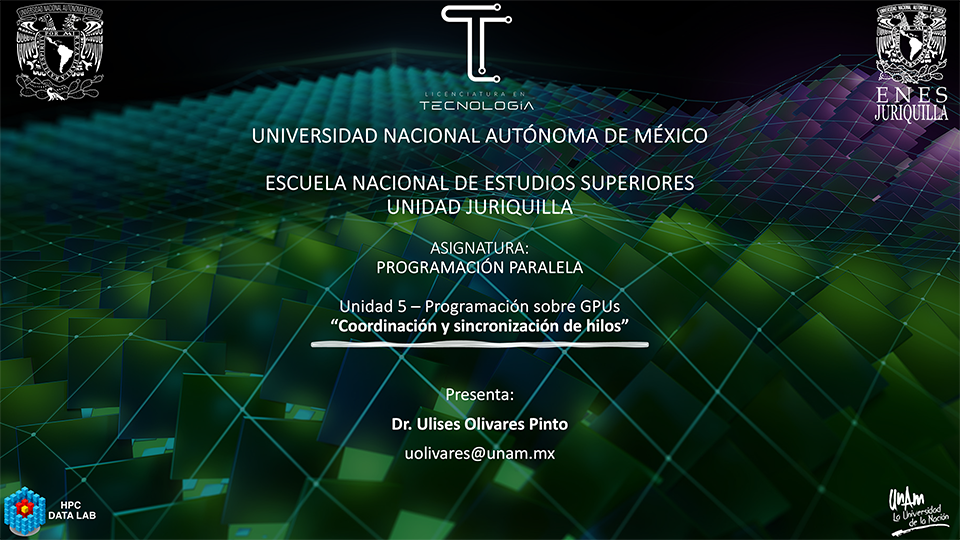 LICENCIATURA EN
TECNOLOGíA
ENES
JURIQUILLA
UNIVERSIDAD NACIONAL AUTÓNOMA DE MÉXICO
ESCUELA NACIONAL DE ESTUDIOS SUPERIORES
UNIDAD JURIQUILLA
ASIGNATURA:
PROGRAMACIÓN PARALELA
Unidad 5 – Programación sobre GPUs
“Coordinación y sincronización de hilos”
Presenta:
Dr. Ulises Olivares Pinto
uolivares@unam.mx
HPC
DATA LAB
UnAm
La Universidad
de la Nación